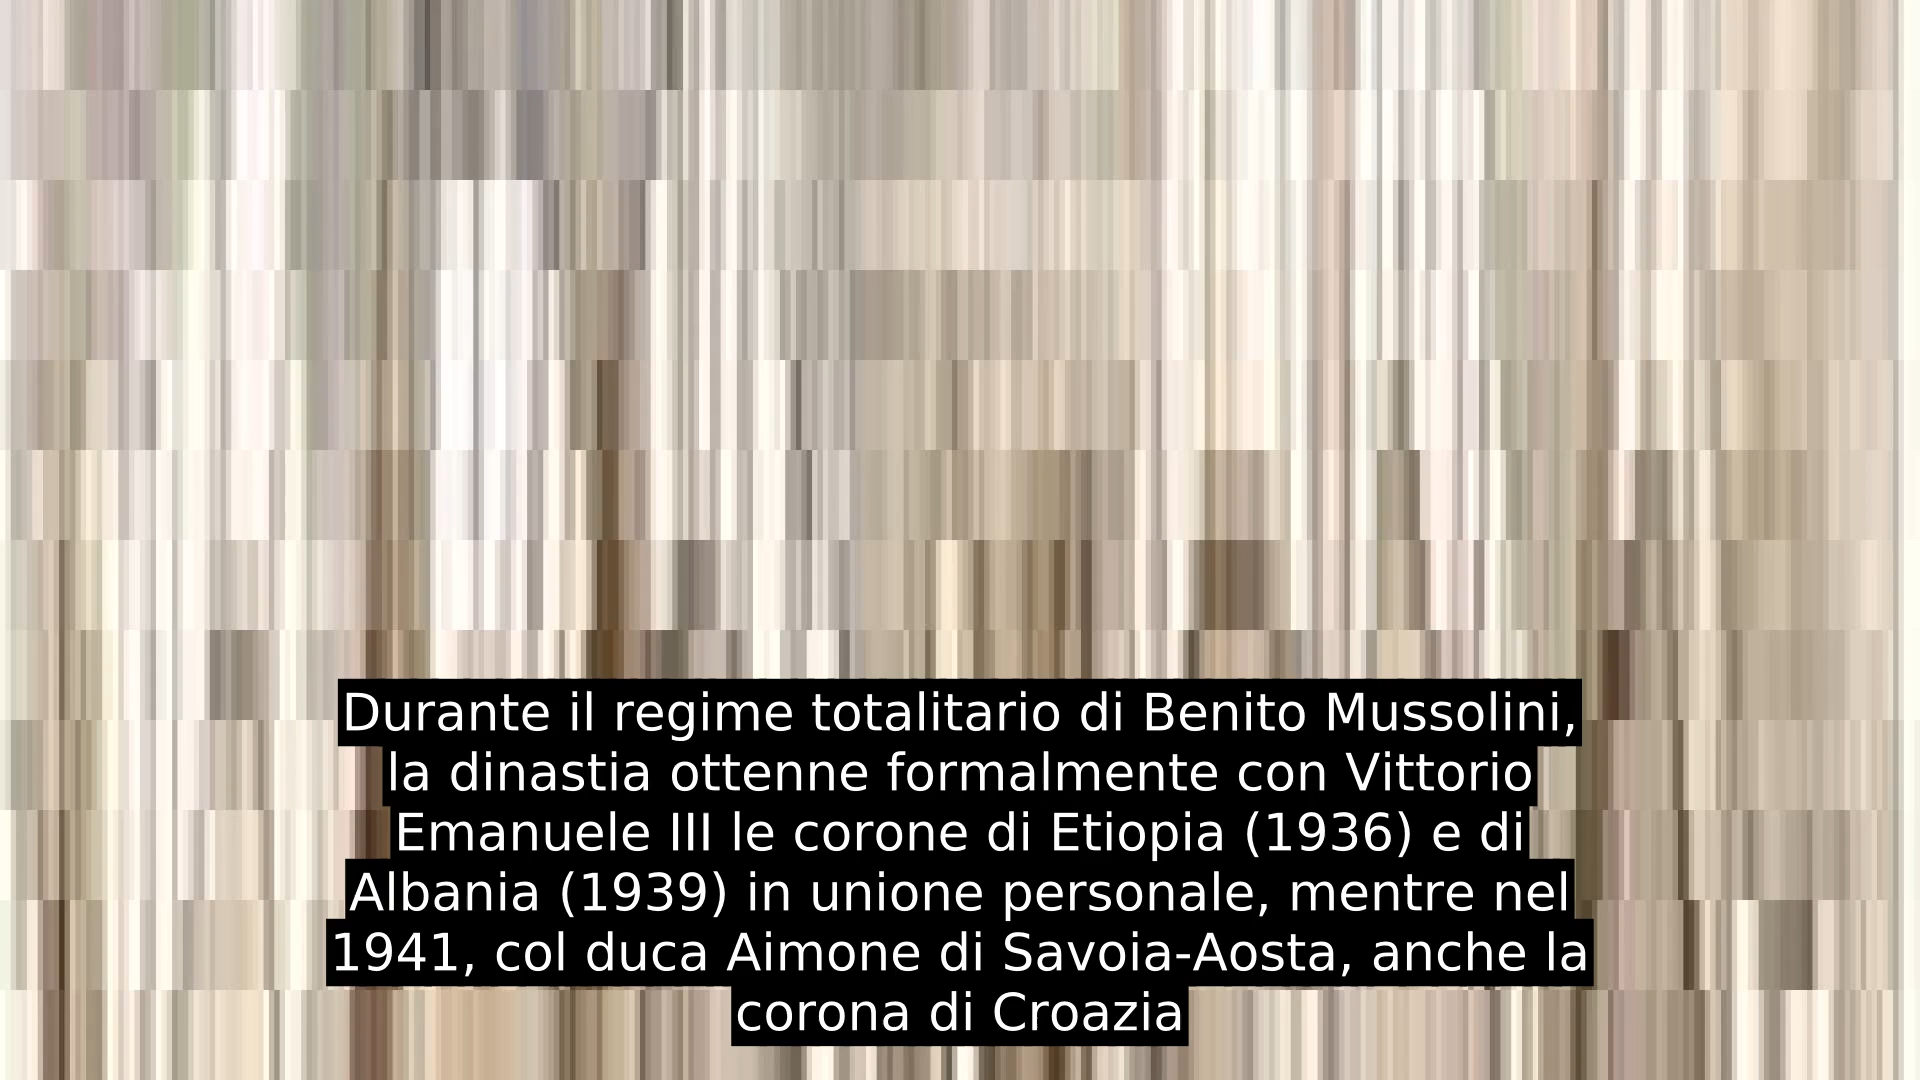 Durante il regime totalitario di Benito Mussolini,
la dinastia ottenne formalmente con Vittorio
Emanuele III le corone di Etiopia (1936) e di
Albania (1939) in unione personale, mentre nel
1941, col duca Aimone di Savoia-Aosta, anche la
corona di Croazia